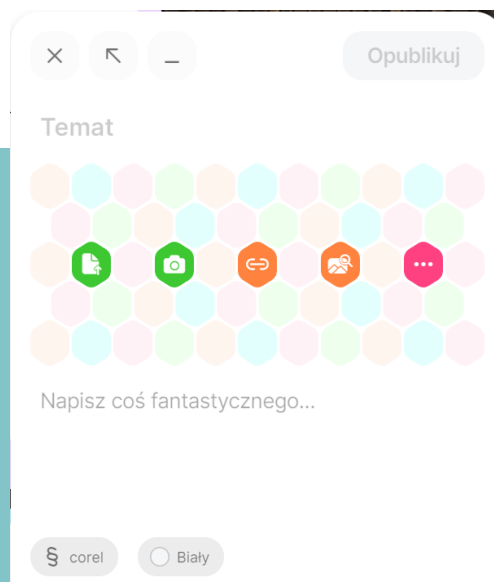 Opublikuj
Temat
Napisz coś fantastycznego...
§ corel
Biały